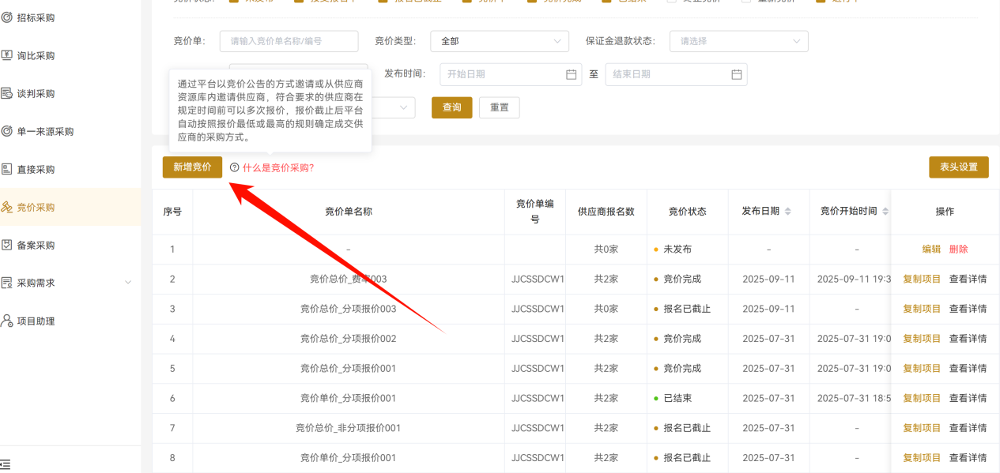 招标采购
询比采购
谈判采购
单一来源采购
直接采购
竞价采购
备案采购
采购需求
项目助理
竞价单： 请输入竞价单名称/编号 竞价类型： 全部 保证金退款状态： 请选择
发布时间： 开始日期 至 结束日期
查询 重置
通过平台以竞价公告的方式邀请或从供应商
资源库内邀请供应商，符合要求的供应商在
规定时间前可以多次报价，报价截止后平台
自动按照报价最低或最高的规则确定成交供
应商的采购方式。
新增竞价 什么是竞价采购? 表头设置
序号 竞价单名称 竞价单编号 供应商报名数 竞价状态 发布日期 竞价开始时间 操作
1 - 共0家 未发布 - - 编辑 删除
2 竞价总价_费率003 JJCSSDCW1 共2家 竞价完成 2025-09-11 2025-09-11 19:3 复制项目 查看详情
3 竞价总价_分项报价003 JJCSSDCW1 共0家 报名已截止 2025-09-11 - 复制项目 查看详情
4 竞价总价_分项报价002 JJCSSDCW1 共2家 竞价完成 2025-07-31 2025-07-31 19:0 复制项目 查看详情
5 竞价总价_分项报价001 JJCSSDCW1 共2家 竞价完成 2025-07-31 2025-07-31 19:0 复制项目 查看详情
6 竞价单价_分项报价001 JJCSSDCW1 共2家 已结束 2025-07-31 2025-07-31 18:5 复制项目 查看详情
7 竞价总价_非分项报价001 JJCSSDCW1 共2家 报名已截止 2025-07-31 - 复制项目 查看详情
8 竞价单价_分项报价001 JJCSSDCW1 共2家 报名已截止 2025-07-31 - 复制项目 查看详情